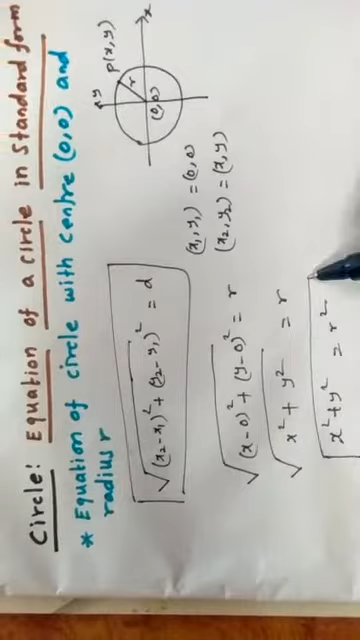 Circle: Equation of a circle in standard form
* Equation of circle with centre (0,0) and
radius r
√(x₂-x₁)² + (y₂-y₁)² = d
y
P(x,y)
r
(0,0)
x
(x₁,y₁) = (0,0)
(x₂,y₂) = (x,y)
√(x-0)² + (y-0)² = r
√x² + y² = r
x²+y² = r²